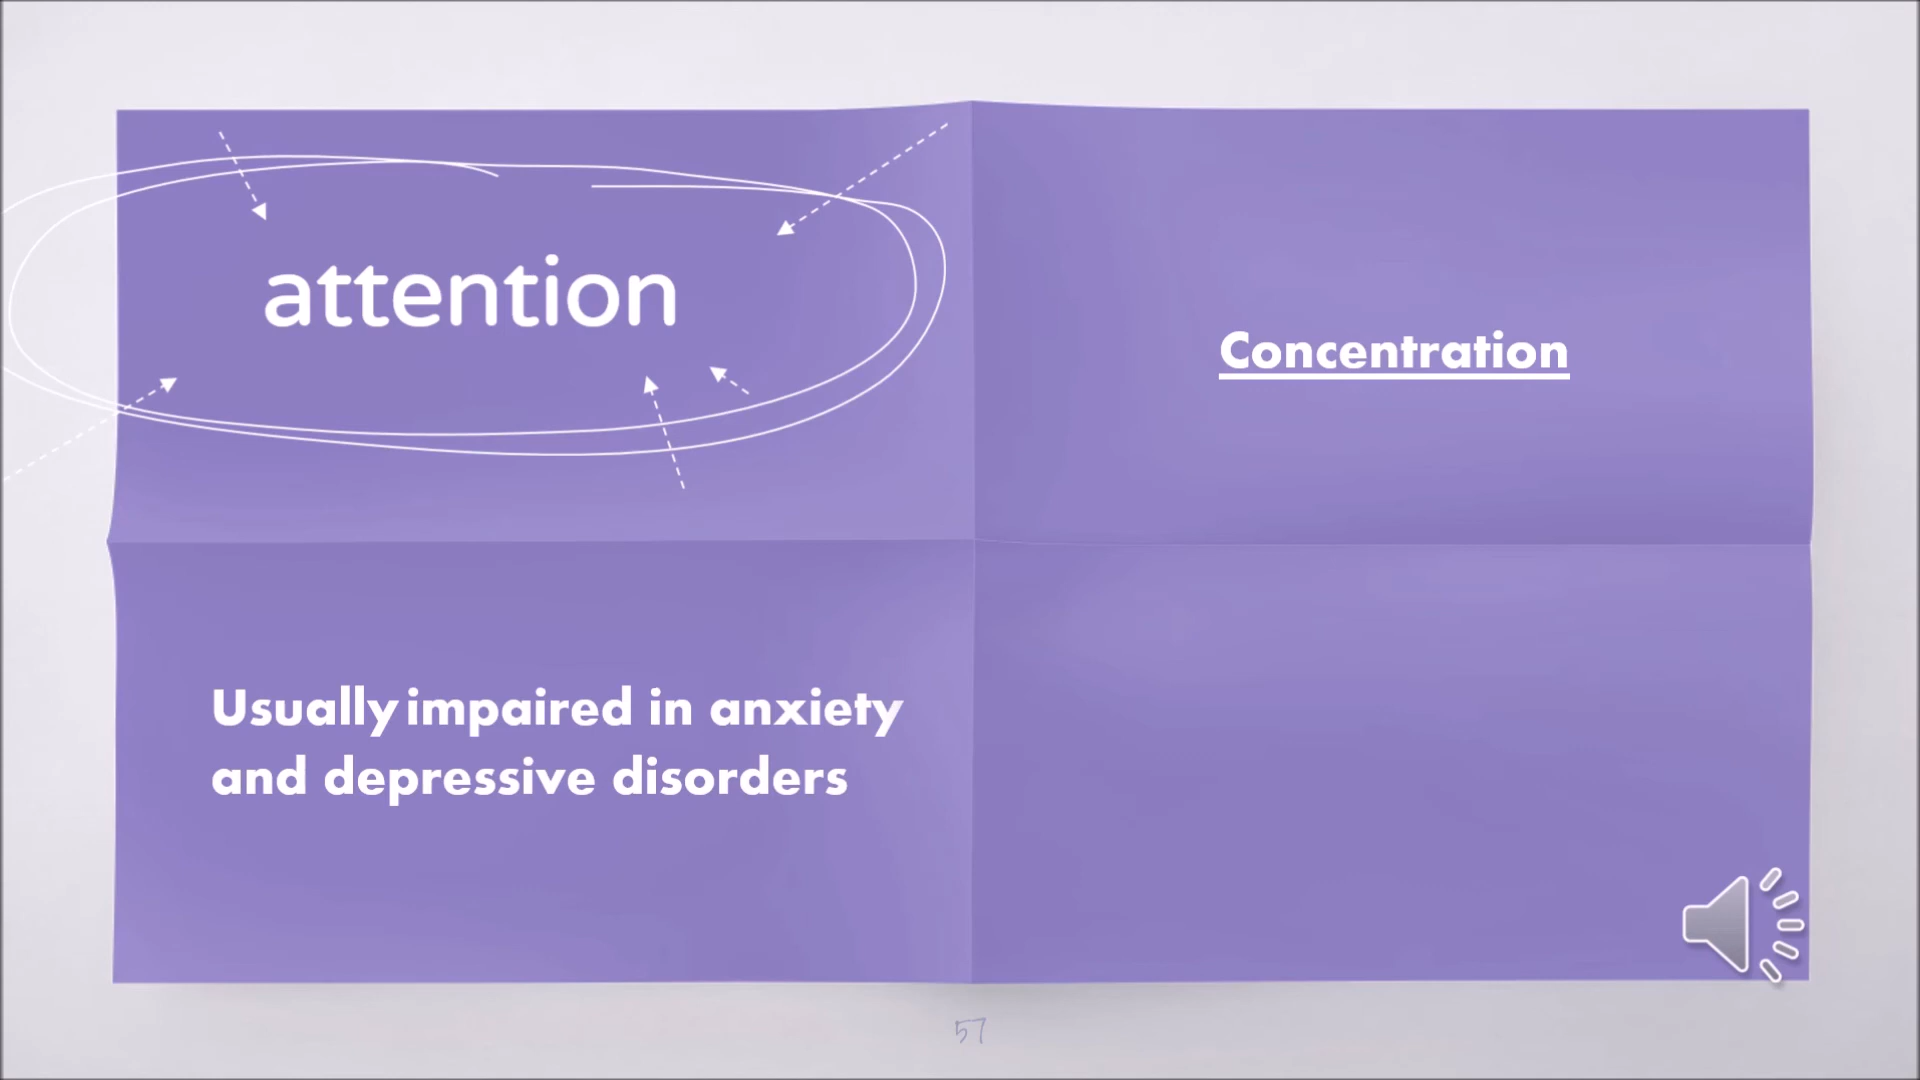 attention
Concentration
Usually impaired in anxiety
and depressive disorders
57